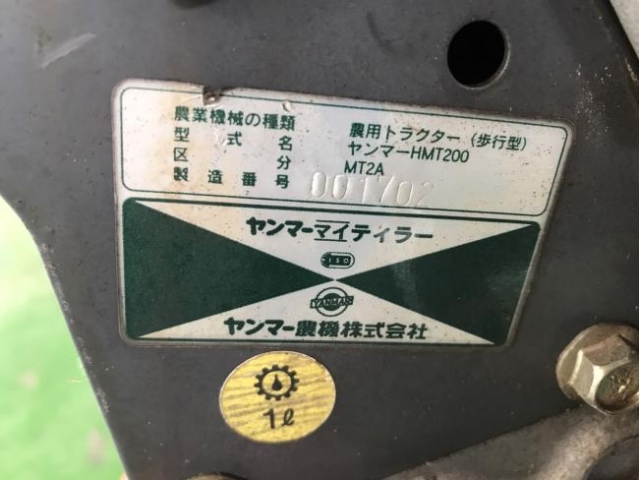 農業機械の種類 農用トラクター（歩行型）
型式名 ヤンマーHMT200
区分 MT2A
製造番号 001702
ヤンマーマイティラー
ISO
YANMAR
ヤンマー農機株式会社
1ℓ